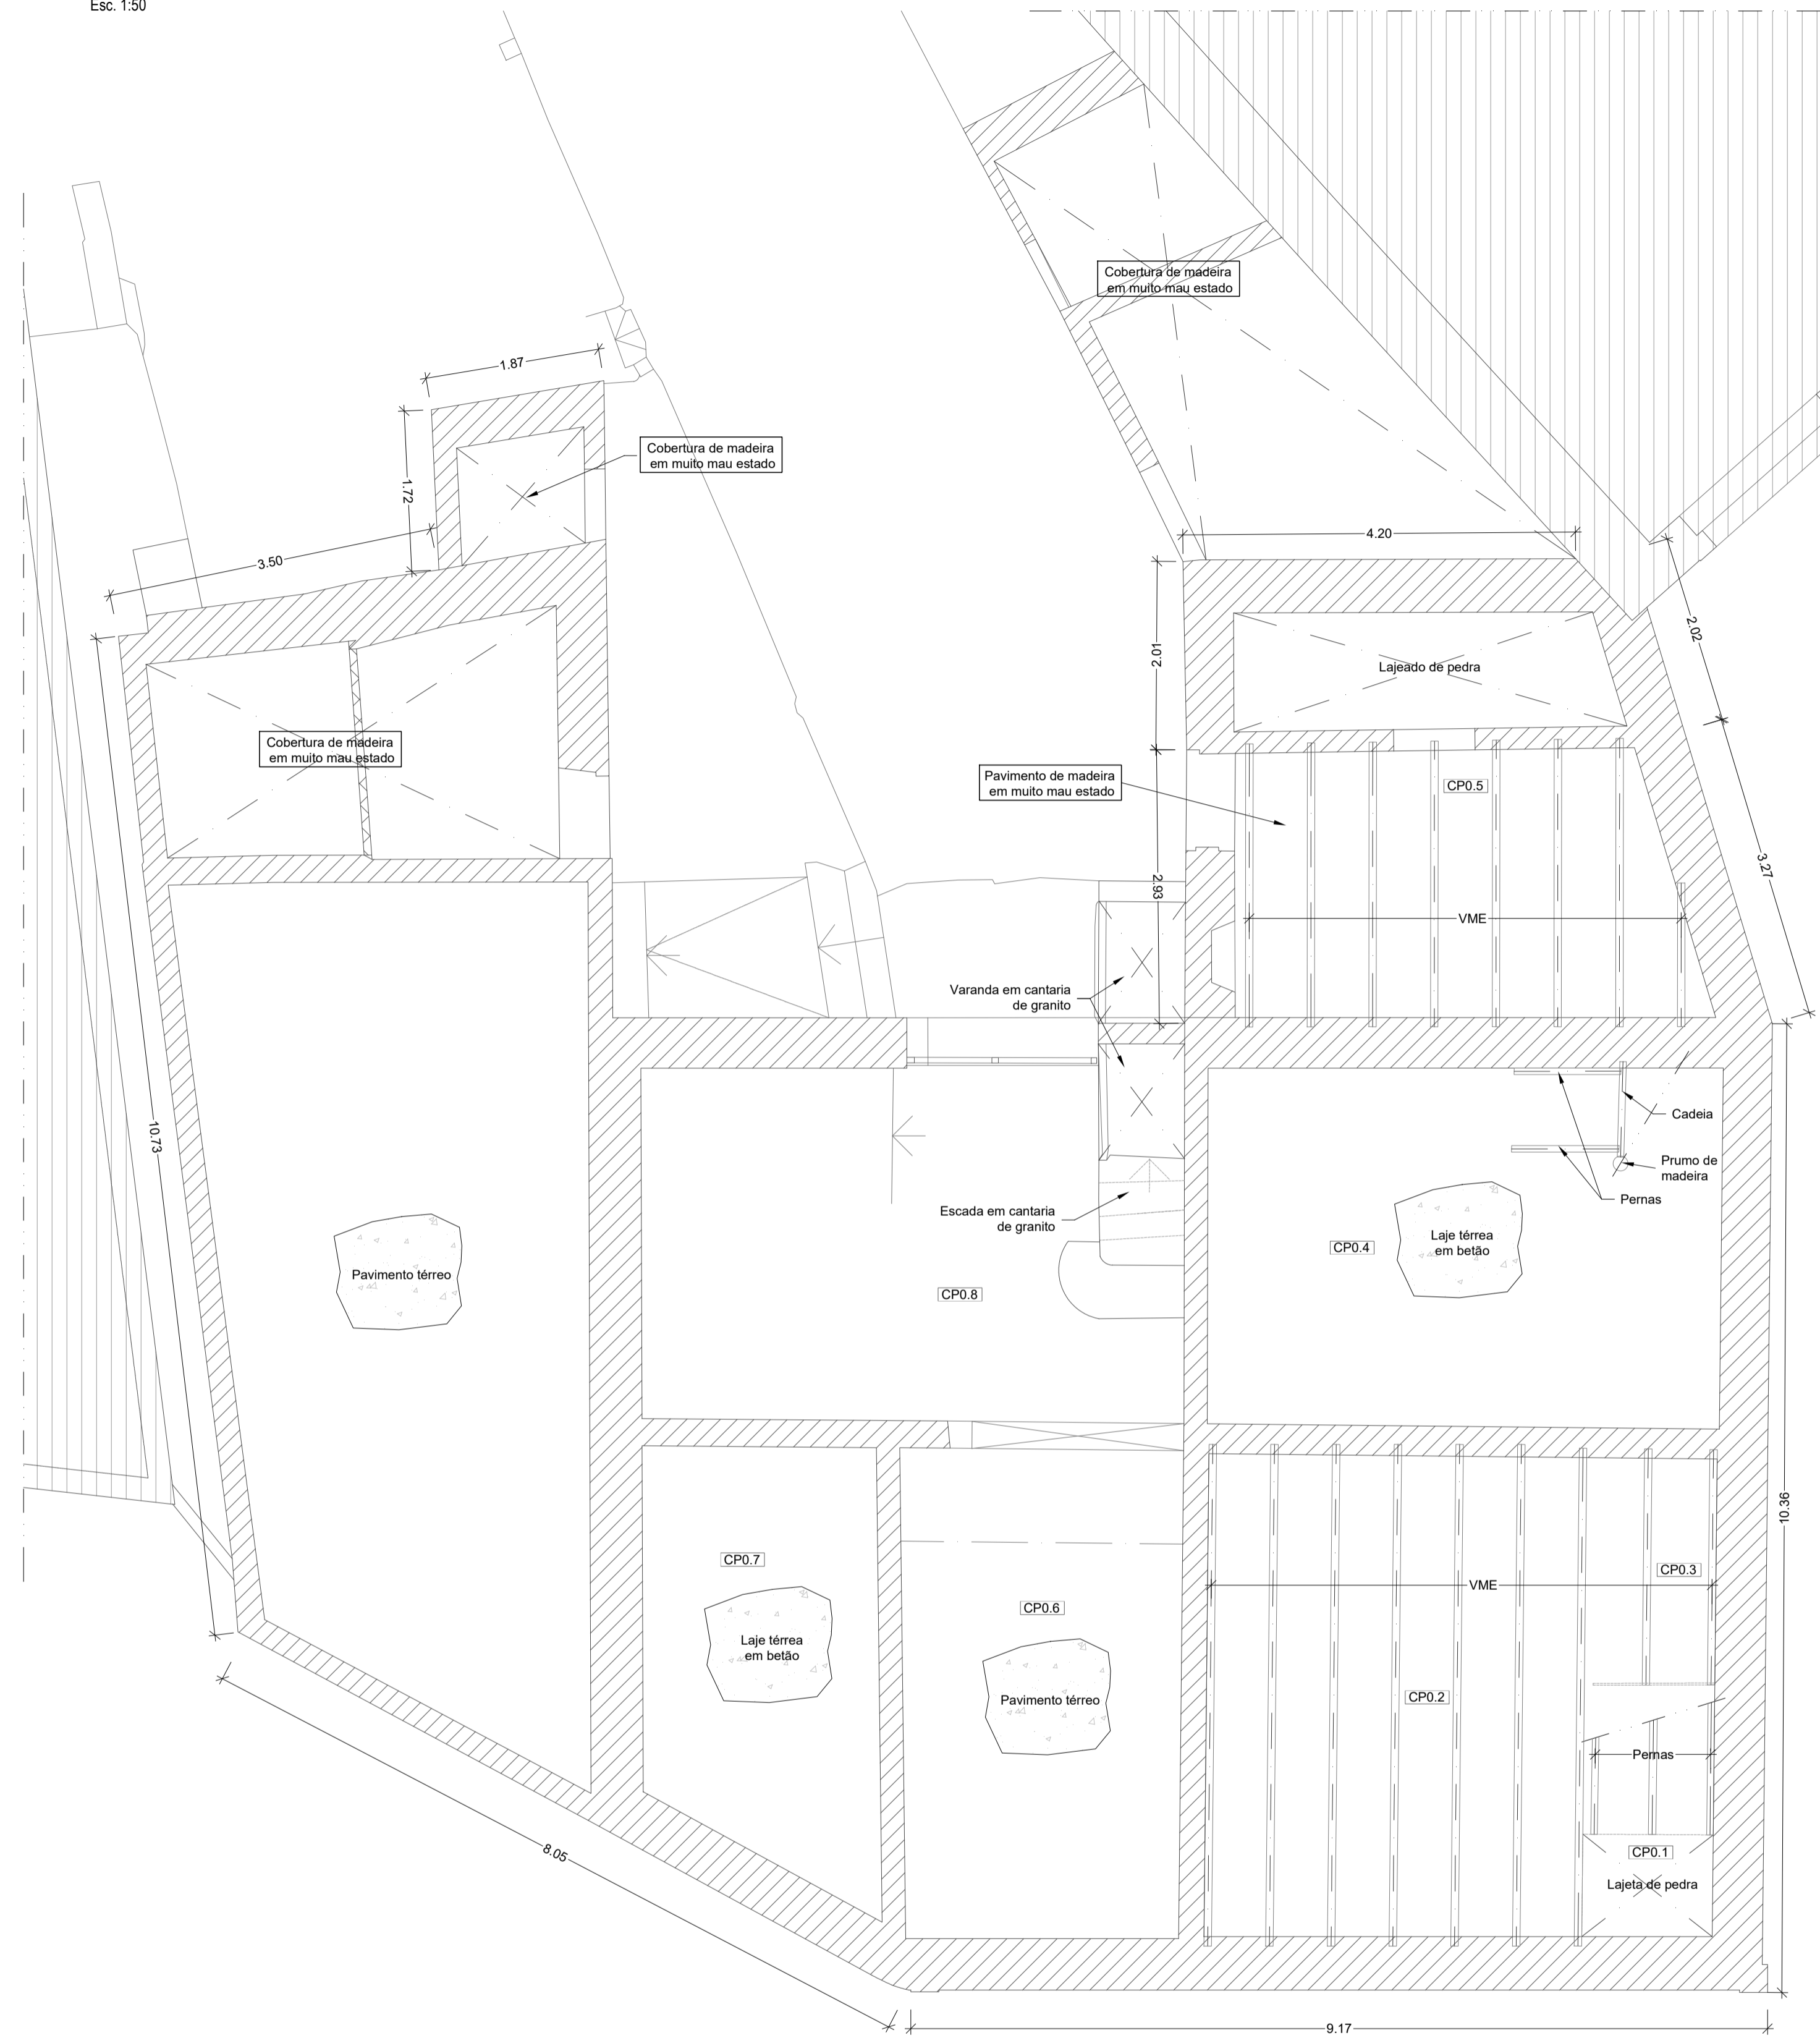 Esc. 1:50
Cobertura de madeira
em muito mau estado
1.87
Cobertura de madeira
em muito mau estado
1.72
3.50
4.20
2.01
2.02
Lajeado de pedra
Cobertura de madeira
em muito mau estado
Pavimento de madeira
em muito mau estado
CP0.5
3.27
2.93
VME
Varanda em cantaria
de granito
10.73
Cadeia
Prumo de
madeira
Pernas
Escada em cantaria
de granito
Laje térrea
em betão
CP0.4
Pavimento térreo
CP0.8
10.36
CP0.7
CP0.3
VME
CP0.6
Laje térrea
em betão
CP0.2
Pavimento térreo
Pernas
CP0.1
Lajeta de pedra
8.05
9.17